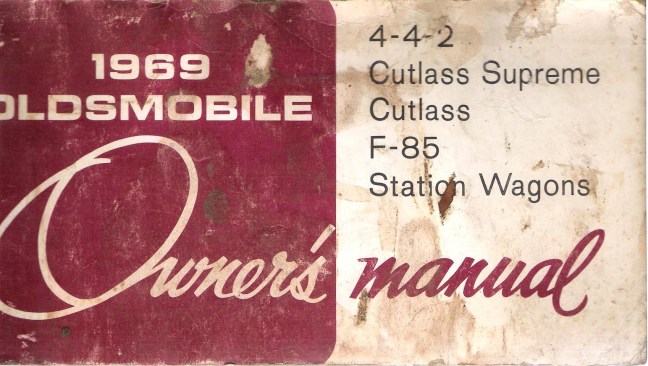 1969
OLDSMOBILE
Owner's manual
4-4-2
Cutlass Supreme
Cutlass
F-85
Station Wagons